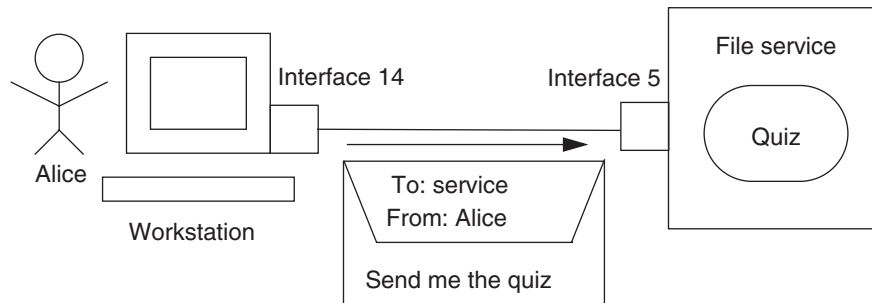 File service
Interface 14
Interface 5
Quiz
Alice
To: service
From: Alice
Workstation
Send me the quiz